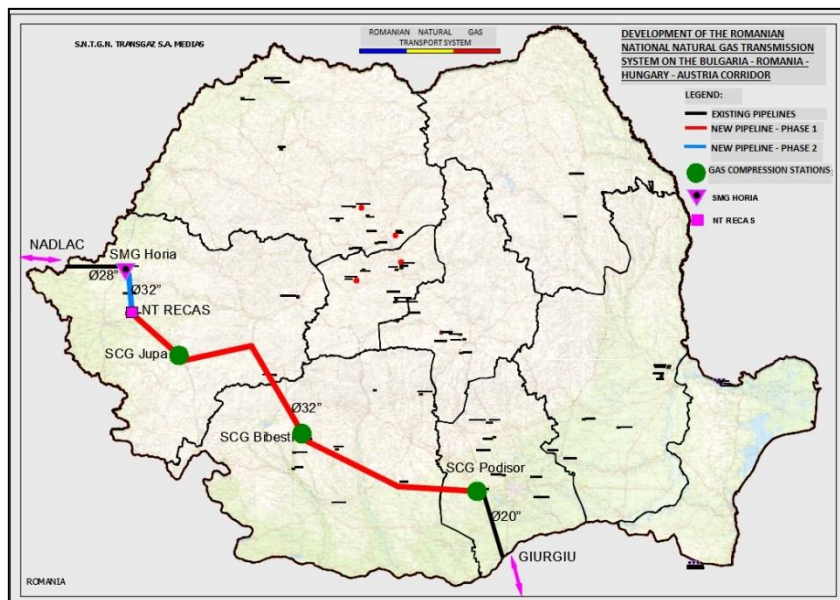 S.N.T.G.N. TRANSGAZ S.A. MEDIAS
ROMANIAN NATURAL GAS
TRANSPORT SYSTEM
DEVELOPMENT OF THE ROMANIAN
NATIONAL NATURAL GAS TRANSMISSION
SYSTEM ON THE BULGARIA - ROMANIA -
HUNGARY - AUSTRIA CORRIDOR
LEGEND:
EXISTING PIPELINES
NEW PIPELINE - PHASE 1
NEW PIPELINE - PHASE 2
GAS COMPRESSION STATIONS
SMG HORIA
NT RECAS
NADLAC
SMG Horia
Ø28"
Ø32"
NT RECAS
SCG Jupa
Ø32"
SCG Bibesti
SCG Podisor
Ø20"
GIURGIU
ROMANIA